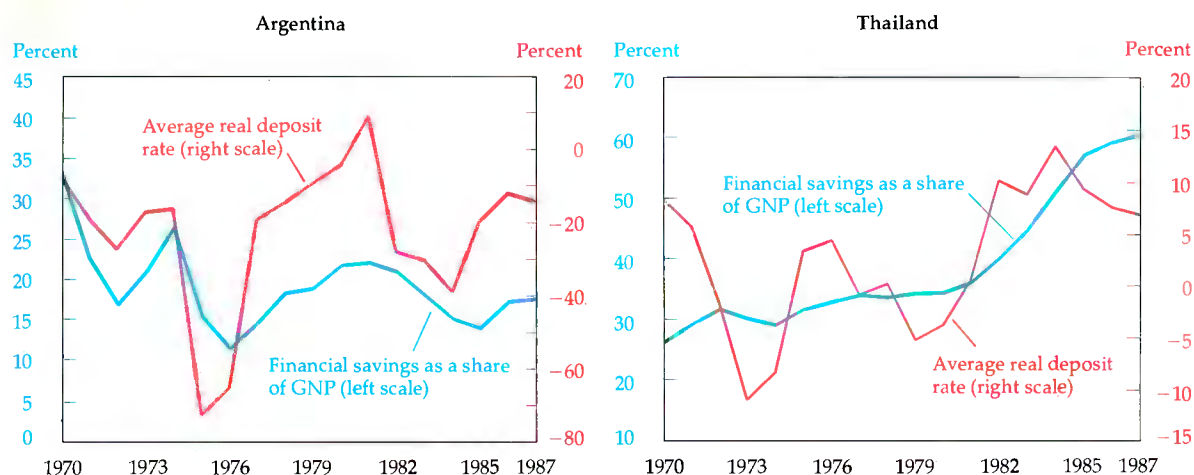 Argentina
Percent
Percent
45
40
35
30
25
20
15
10
5
0
20
0
−20
−40
−60
−80
Average real deposit
rate (right scale)
Financial savings as a share
of GNP (left scale)
1970 1973 1976 1979 1982 1985 1987
Thailand
Percent
Percent
70
60
50
40
30
20
10
20
15
10
5
0
−5
−10
−15
Financial savings as a share
of GNP (left scale)
Average real deposit
rate (right scale)
1970 1973 1976 1979 1982 1985 1987